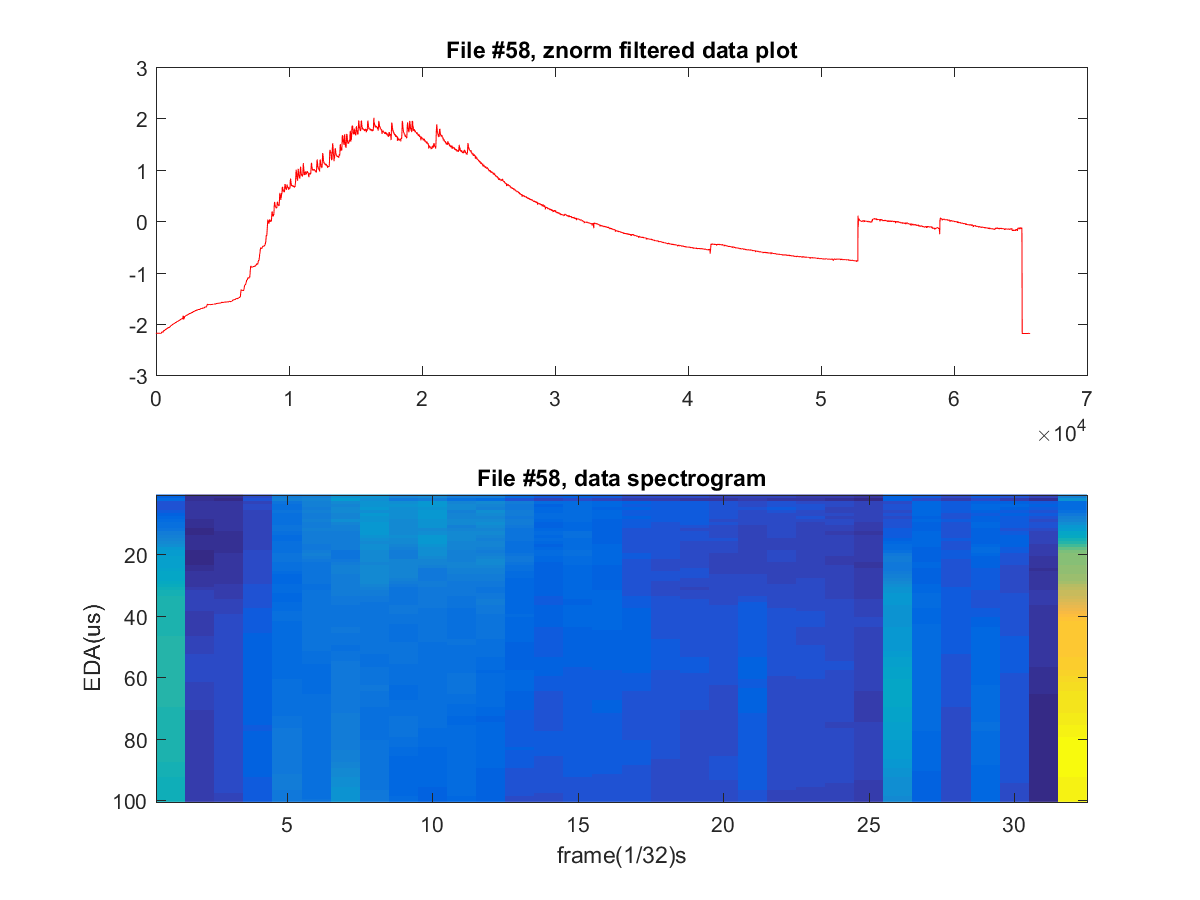 File #58, znorm filtered data plot
3
2
1
0
-1
-2
-3
0 1 2 3 4 5 6 7
×10^4
File #58, data spectrogram
20
40
60
80
100
EDA(us)
5 10 15 20 25 30
frame(1/32)s